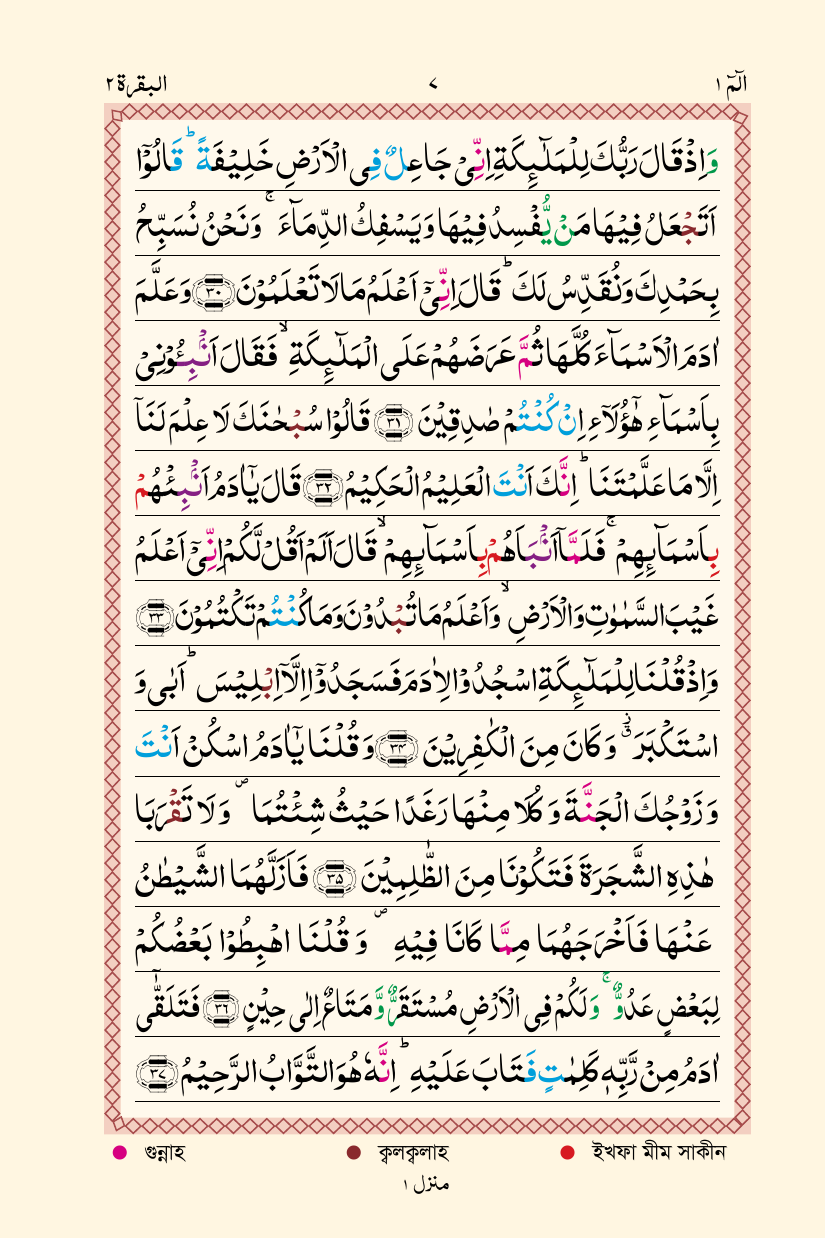 الٓمّٓ ١ ٧ البقرة ٢
وَاِذْ قَالَ رَبُّكَ لِلْمَلٰٓئِكَةِ اِنِّىْ جَاعِلٌ فِى الْاَرْضِ خَلِيْفَةً ؕ قَالُوْٓا
اَتَجْعَلُ فِيْهَا مَنْ يُّفْسِدُ فِيْهَا وَيَسْفِكُ الدِّمَآءَ ۚ وَنَحْنُ نُسَبِّحُ
بِحَمْدِكَ وَنُقَدِّسُ لَكَ ؕ قَالَ اِنِّىْٓ اَعْلَمُ مَا لَا تَعْلَمُوْنَ ﴿٣٠﴾ وَعَلَّمَ
اٰدَمَ الْاَسْمَآءَ كُلَّهَا ثُمَّ عَرَضَهُمْ عَلَى الْمَلٰٓئِكَةِ ۙ فَقَالَ اَنْۢبِـُٔوْنِىْ
بِاَسْمَآءِ هٰٓؤُلَآءِ اِنْ كُنْتُمْ صٰدِقِيْنَ ﴿٣١﴾ قَالُوْا سُبْحٰنَكَ لَا عِلْمَ لَنَآ
اِلَّا مَا عَلَّمْتَنَا ؕ اِنَّكَ اَنْتَ الْعَلِيْمُ الْحَكِيْمُ ﴿٣٢﴾ قَالَ يٰٓاٰدَمُ اَنْۢبِئْهُمْ
بِاَسْمَآئِهِمْ ۚ فَلَمَّآ اَنْۢبَاَهُمْ بِاَسْمَآئِهِمْ ۙ قَالَ اَلَمْ اَقُلْ لَّكُمْ اِنِّىْٓ اَعْلَمُ
غَيْبَ السَّمٰوٰتِ وَالْاَرْضِ ۙ وَاَعْلَمُ مَا تُبْدُوْنَ وَمَا كُنْتُمْ تَكْتُمُوْنَ ﴿٣٣﴾
وَاِذْ قُلْنَا لِلْمَلٰٓئِكَةِ اسْجُدُوْا لِاٰدَمَ فَسَجَدُوْٓا اِلَّآ اِبْلِيْسَ ؕ اَبٰى وَ
اسْتَكْبَرَ ۗ وَكَانَ مِنَ الْكٰفِرِيْنَ ﴿٣٤﴾ وَقُلْنَا يٰٓاٰدَمُ اسْكُنْ اَنْتَ
وَزَوْجُكَ الْجَنَّةَ وَكُلَا مِنْهَا رَغَدًا حَيْثُ شِئْتُمَا ۪ وَلَا تَقْرَبَا
هٰذِهِ الشَّجَرَةَ فَتَكُوْنَا مِنَ الظّٰلِمِيْنَ ﴿٣٥﴾ فَاَزَلَّهُمَا الشَّيْطٰنُ
عَنْهَا فَاَخْرَجَهُمَا مِمَّا كَانَا فِيْهِ ۪ وَقُلْنَا اهْبِطُوْا بَعْضُكُمْ
لِبَعْضٍ عَدُوٌّ ۚ وَلَكُمْ فِى الْاَرْضِ مُسْتَقَرٌّ وَّمَتَاعٌ اِلٰى حِيْنٍ ﴿٣٦﴾ فَتَلَقّٰٓى
اٰدَمُ مِنْ رَّبِّهٖ كَلِمٰتٍ فَتَابَ عَلَيْهِ ؕ اِنَّهٗ هُوَ التَّوَّابُ الرَّحِيْمُ ﴿٣٧﴾
গুন্নাহ ক্বলক্বলাহ ইখফা মীম সাকীন
منزل ١